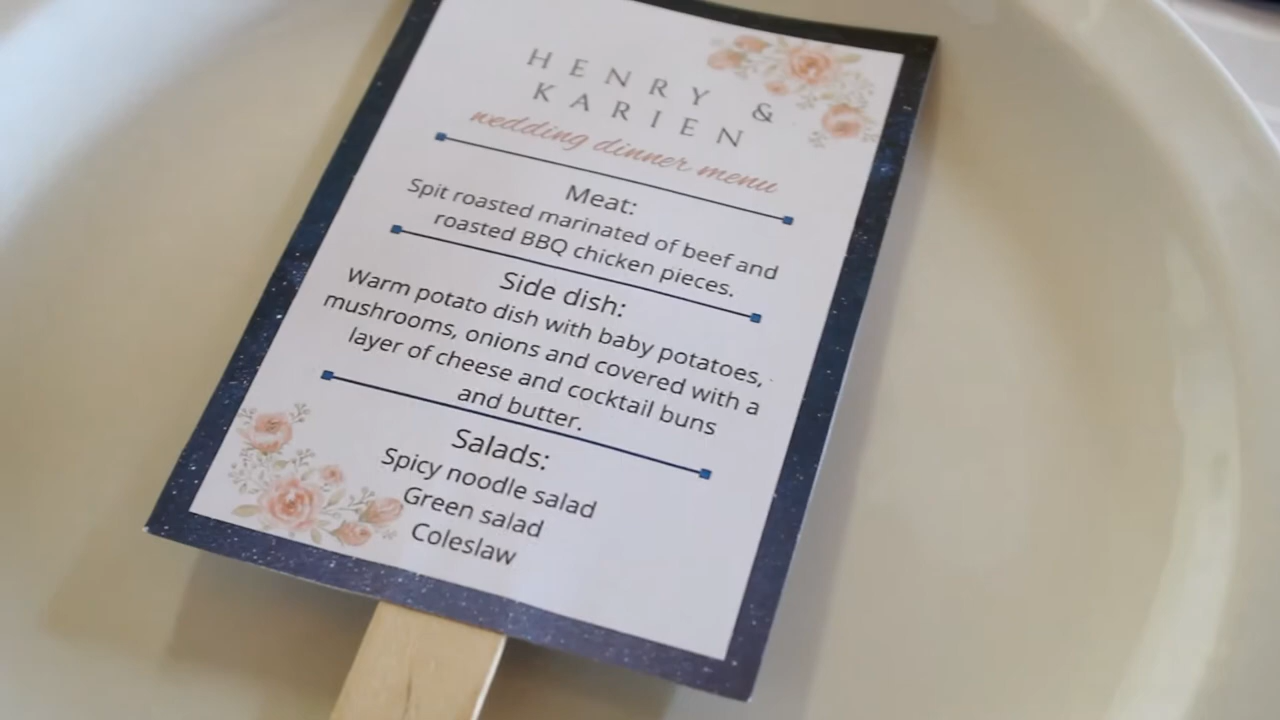 HENRY &
KARIEN
wedding dinner menu
Meat:
Spit roasted marinated of beef and
roasted BBQ chicken pieces.
Side dish:
Warm potato dish with baby potatoes,
mushrooms, onions and covered with a
layer of cheese and cocktail buns
and butter.
Salads:
Spicy noodle salad
Green salad
Coleslaw